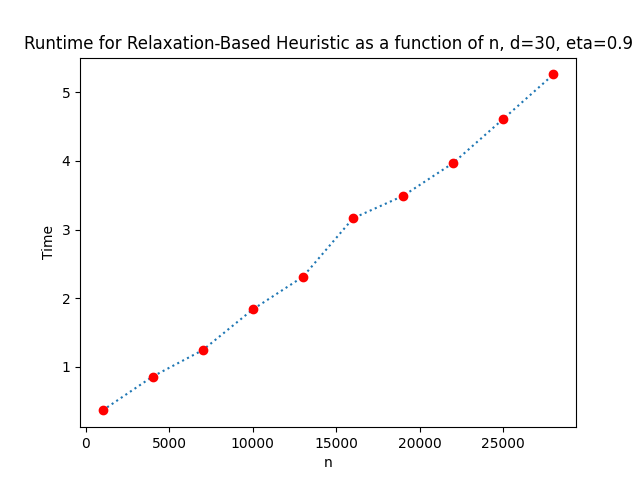 Runtime for Relaxation-Based Heuristic as a function of n, d=30, eta=0.9
5
4
3
2
1
Time
0 5000 10000 15000 20000 25000
n